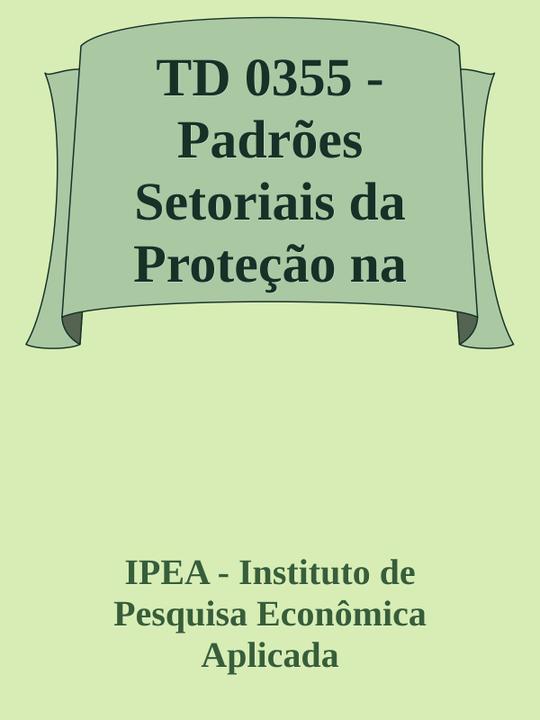 TD 0355 -
Padrões
Setoriais da
Proteção na
IPEA - Instituto de
Pesquisa Econômica
Aplicada